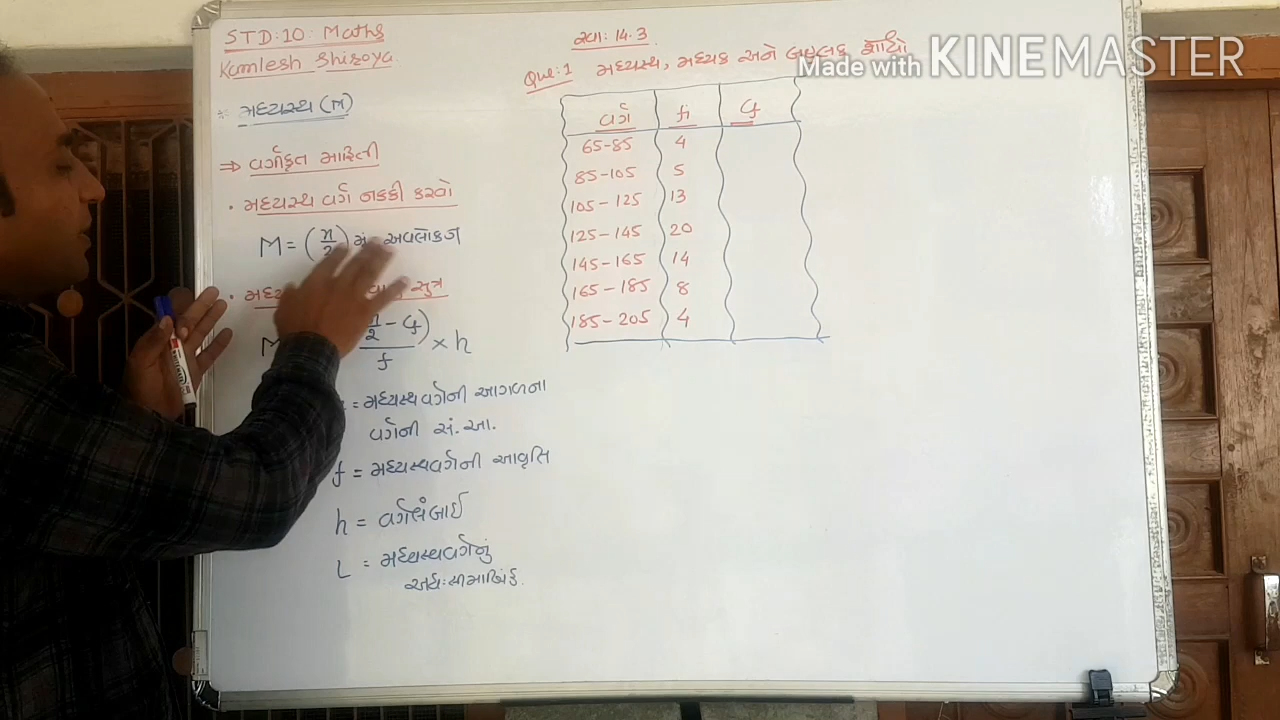 STD:10: Maths
Kamlesh Shiroya.
મધ્યસ્થ (M)
⇒ વર્ગીકૃત માહિતી
• મધ્યસ્થ વર્ગ નક્કી કરવો
M = (n/2) અવલોકન
સુત્ર
n/2 - cf) / f × h
= મધ્યસ્થવર્ગની આગળના
વર્ગની સં. આ.
f = મધ્યસ્થવર્ગની આવૃત્તિ
h = વર્ગલંબાઈ
L = મધ્યસ્થવર્ગનું
અધઃસીમાબિંદુ.
સ્વા: 14.3
Que:1 મધ્યસ્થ, મધ્યક અને બહુલક શોધો
Made with KINEMASTER
વર્ગ fi cf
65-85 4
85-105 5
105-125 13
125-145 20
145-165 14
165-185 8
185-205 4